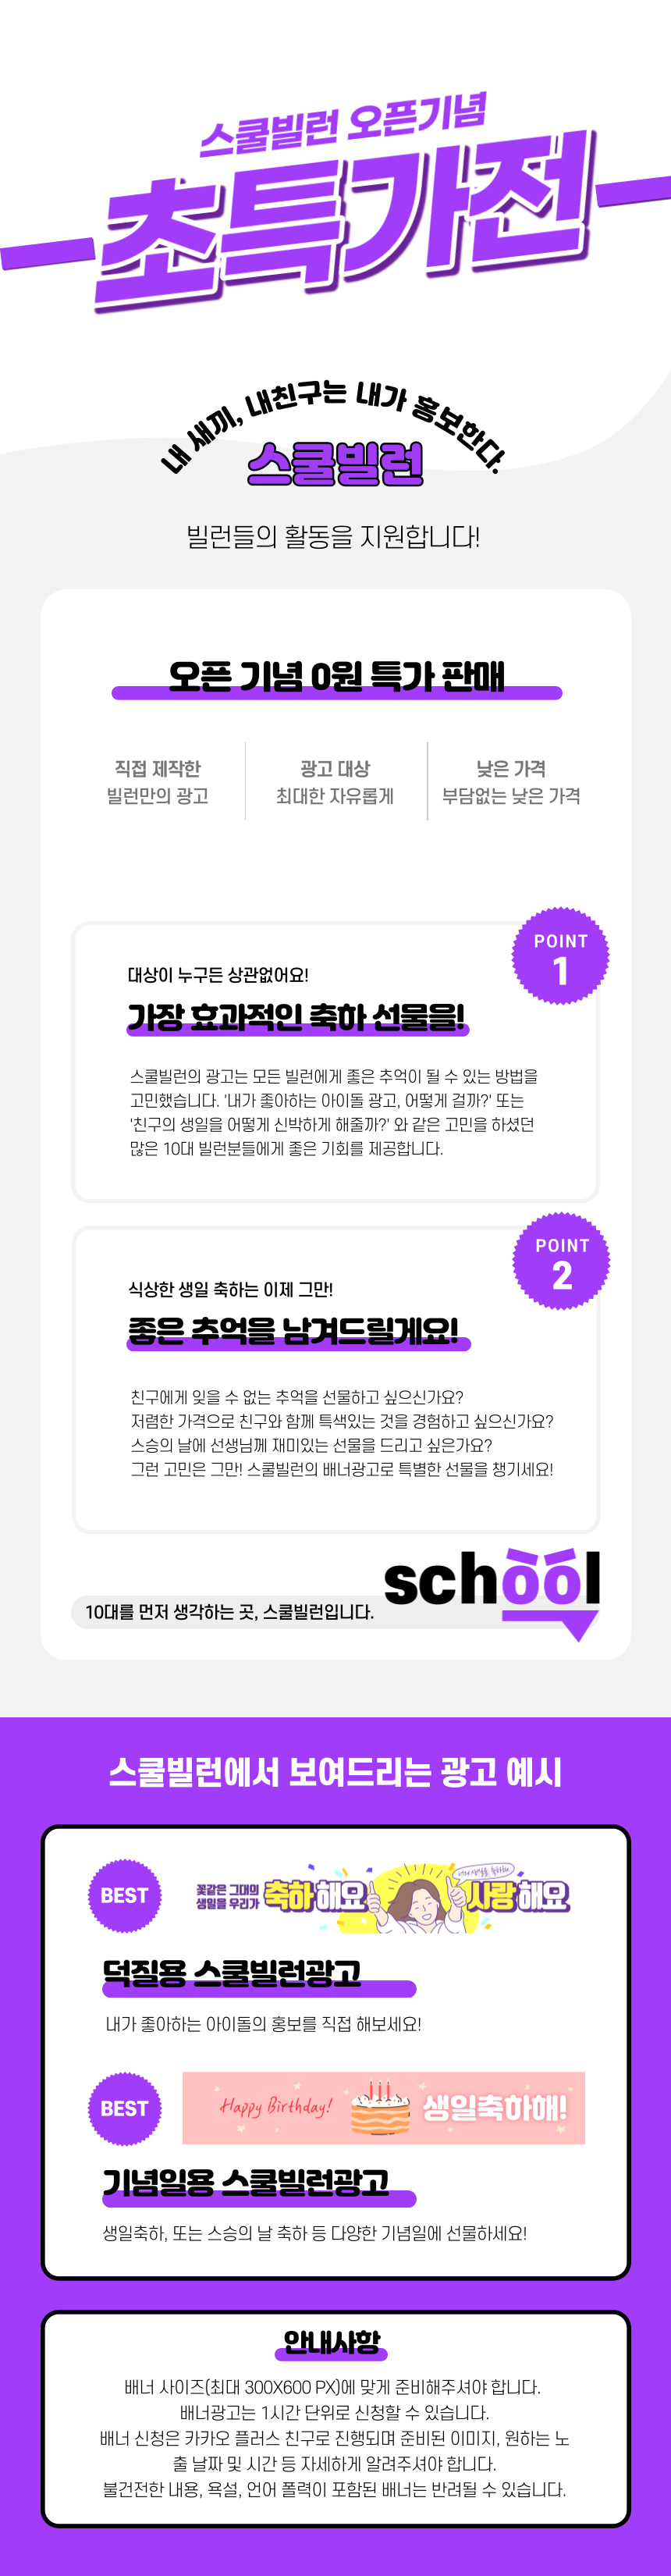 스쿨빌런 오픈기념
초특가전
내 새끼, 내친구는 내가 홍보한다.
스쿨빌런
빌런들의 활동을 지원합니다!
오픈 기념 0원 특가 판매
직접 제작한
빌런만의 광고
광고 대상
최대한 자유롭게
낮은 가격
부담없는 낮은 가격
POINT
1
대상이 누구든 상관없어요!
가장 효과적인 축하 선물을!
스쿨빌런의 광고는 모든 빌런에게 좋은 추억이 될 수 있는 방법을
고민했습니다. '내가 좋아하는 아이돌 광고, 어떻게 걸까?' 또는
'친구의 생일을 어떻게 신박하게 해줄까?' 와 같은 고민을 하셨던
많은 10대 빌런분들에게 좋은 기회를 제공합니다.
POINT
2
식상한 생일 축하는 이제 그만!
좋은 추억을 남겨드릴게요!
친구에게 잊을 수 없는 추억을 선물하고 싶으신가요?
저렴한 가격으로 친구와 함께 특색있는 것을 경험하고 싶으신가요?
스승의 날에 선생님께 재미있는 선물을 드리고 싶은가요?
그런 고민은 그만! 스쿨빌런의 배너광고로 특별한 선물을 챙기세요!
school
10대를 먼저 생각하는 곳, 스쿨빌런입니다.
스쿨빌런에서 보여드리는 광고 예시
BEST
꽃같은 그대의
생일을 우리가
축하해요
사랑해요
덕질용 스쿨빌런광고
내가 좋아하는 아이돌의 홍보를 직접 해보세요!
BEST
Happy Birthday!
생일축하해!
기념일용 스쿨빌런광고
생일축하, 또는 스승의 날 축하 등 다양한 기념일에 선물하세요!
안내사항
배너 사이즈(최대 300X600 PX)에 맞게 준비해주셔야 합니다.
배너광고는 1시간 단위로 신청할 수 있습니다.
배너 신청은 카카오 플러스 친구로 진행되며 준비된 이미지, 원하는 노
출 날짜 및 시간 등 자세하게 알려주셔야 합니다.
불건전한 내용, 욕설, 언어 폭력이 포함된 배너는 반려될 수 있습니다.